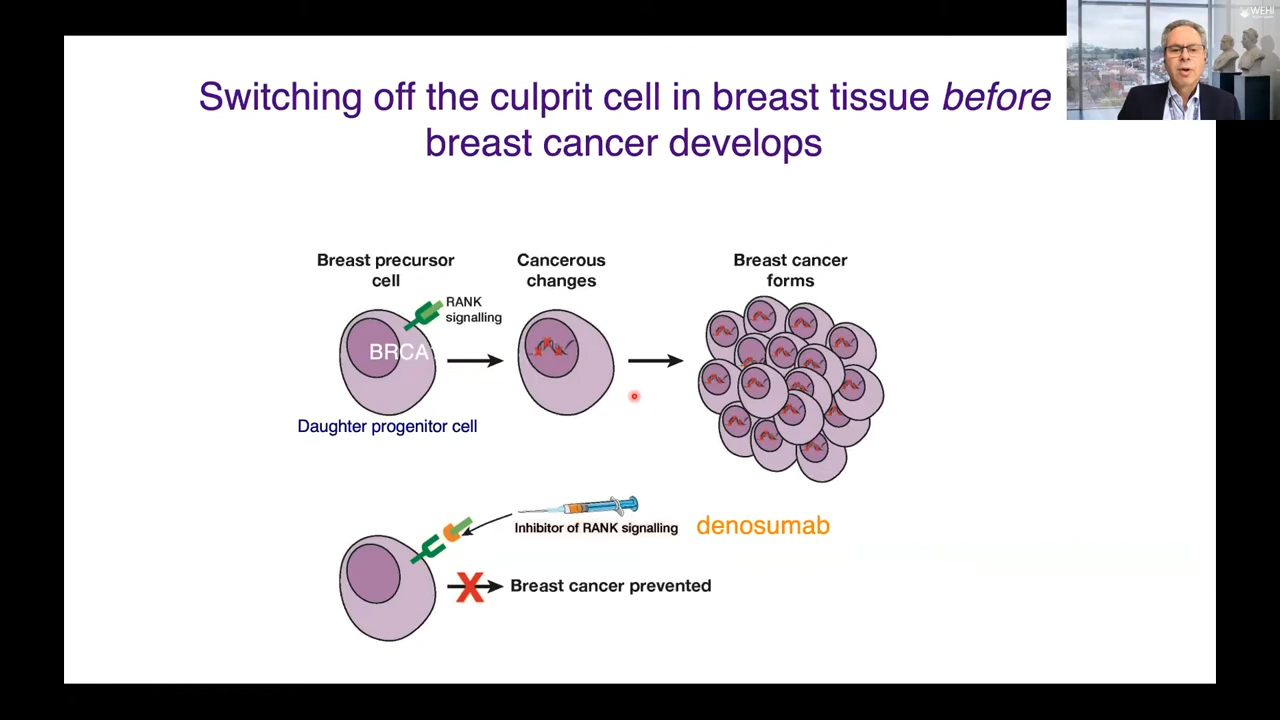 WEHI
Switching off the culprit cell in breast tissue before
breast cancer develops
Breast precursor
cell
Cancerous
changes
Breast cancer
forms
RANK
signalling
BRCA
Daughter progenitor cell
Inhibitor of RANK signalling
denosumab
Breast cancer prevented